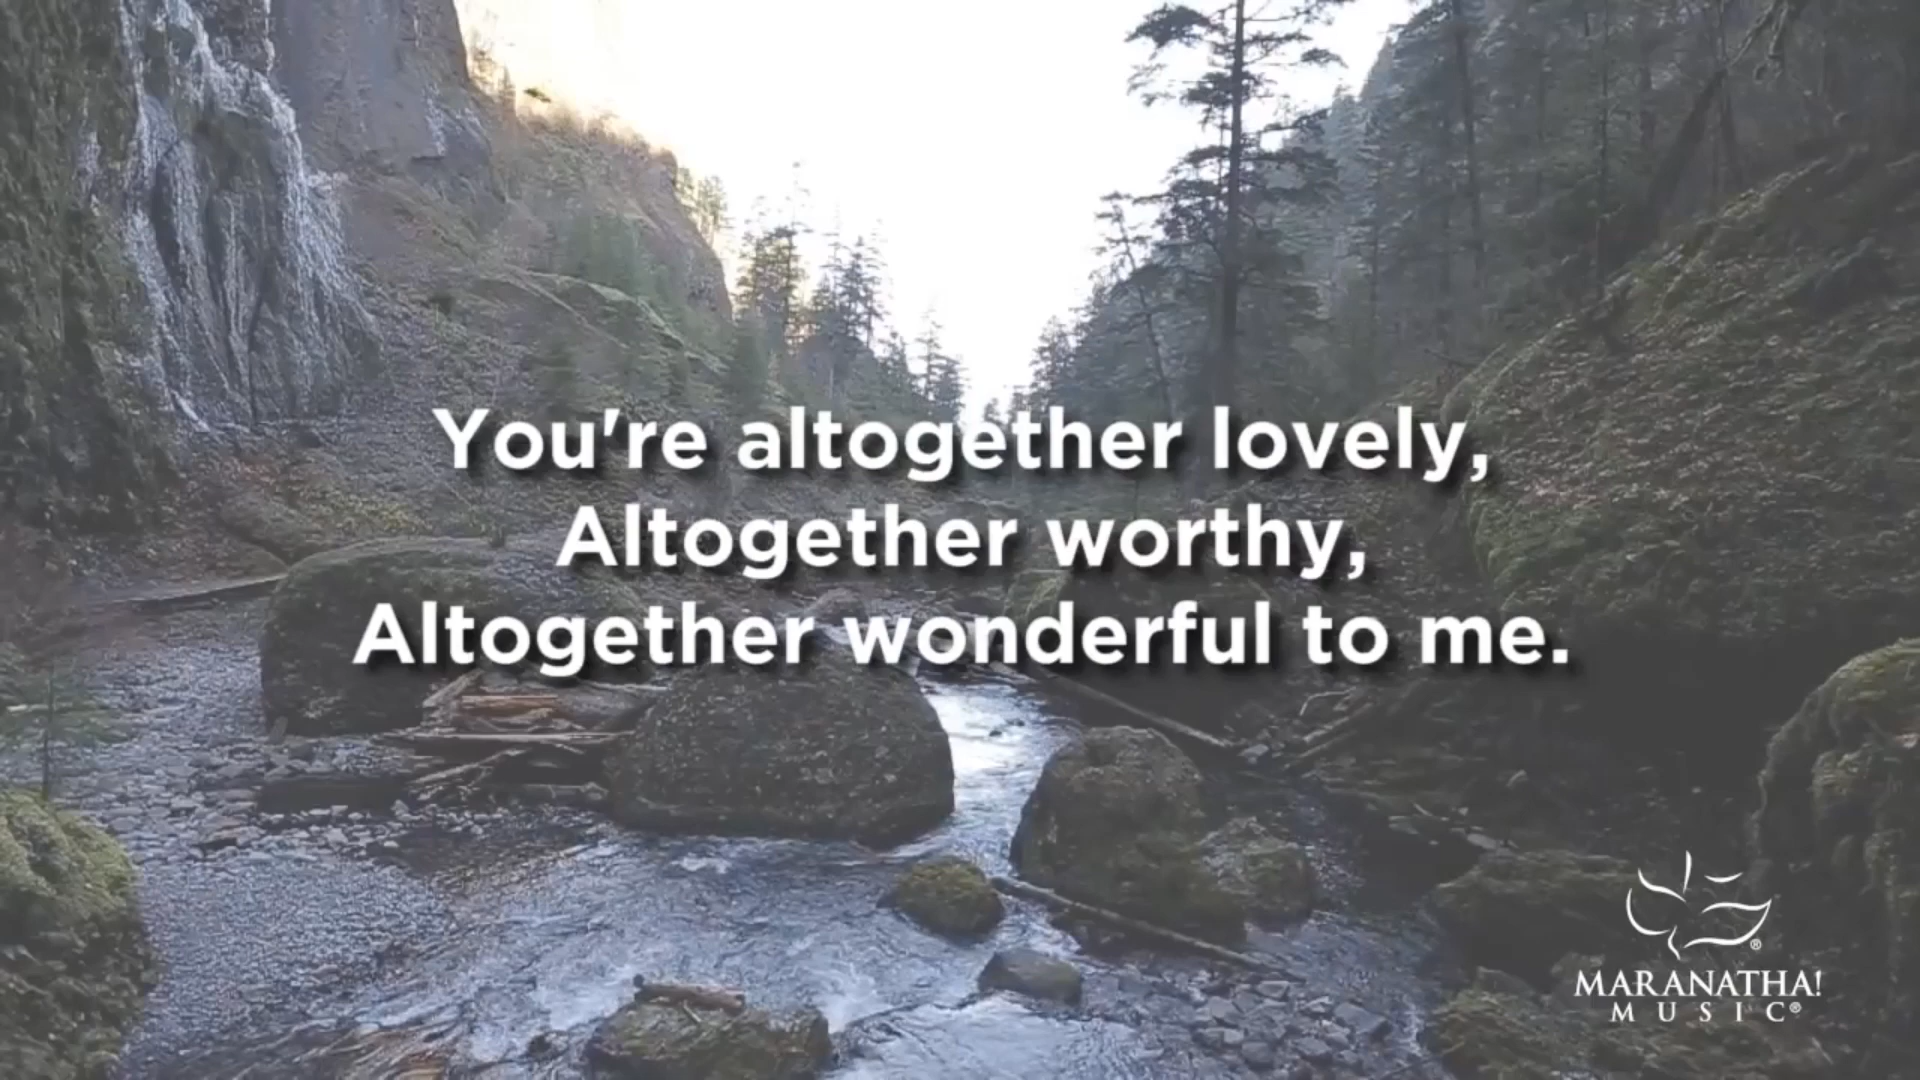 You're altogether lovely,
Altogether worthy,
Altogether wonderful to me.
MARANATHA!
MUSIC®